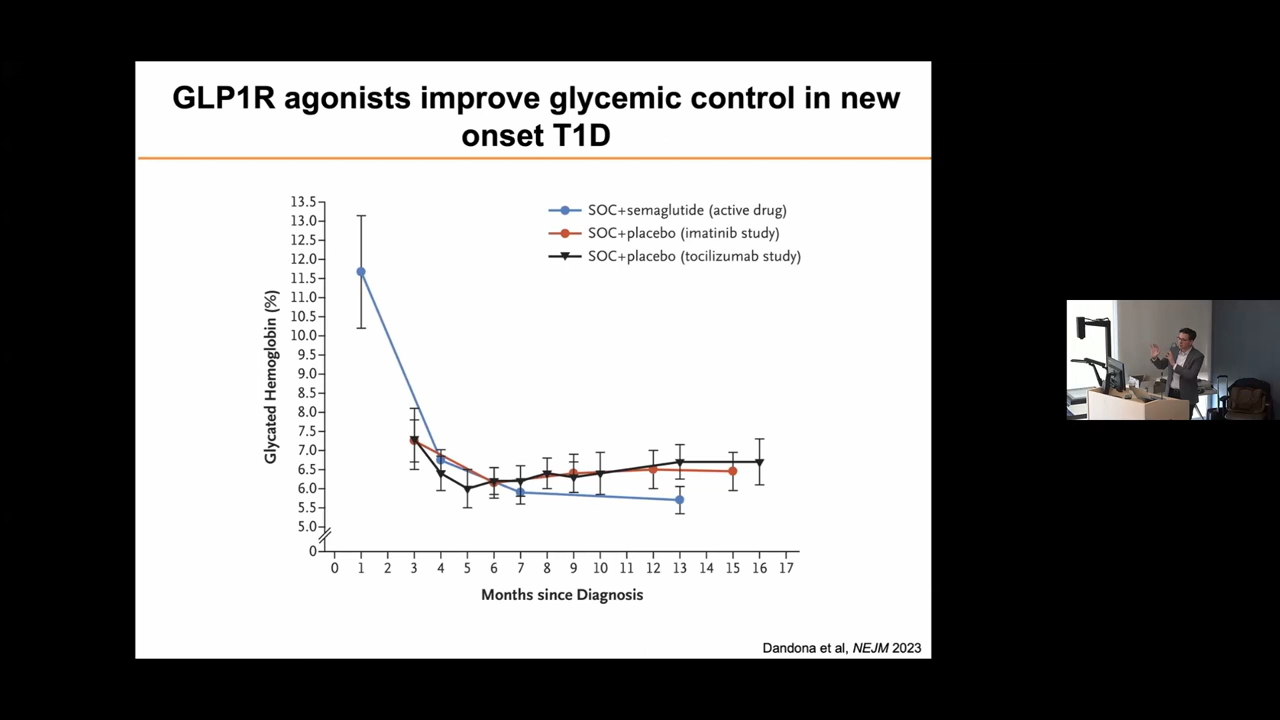 GLP1R agonists improve glycemic control in new
onset T1D
SOC+semaglutide (active drug)
SOC+placebo (imatinib study)
SOC+placebo (tocilizumab study)
Glycated Hemoglobin (%)
13.5
13.0
12.5
12.0
11.5
11.0
10.5
10.0
9.5
9.0
8.5
8.0
7.5
7.0
6.5
6.0
5.5
5.0
0
0 1 2 3 4 5 6 7 8 9 10 11 12 13 14 15 16 17
Months since Diagnosis
Dandona et al, NEJM 2023